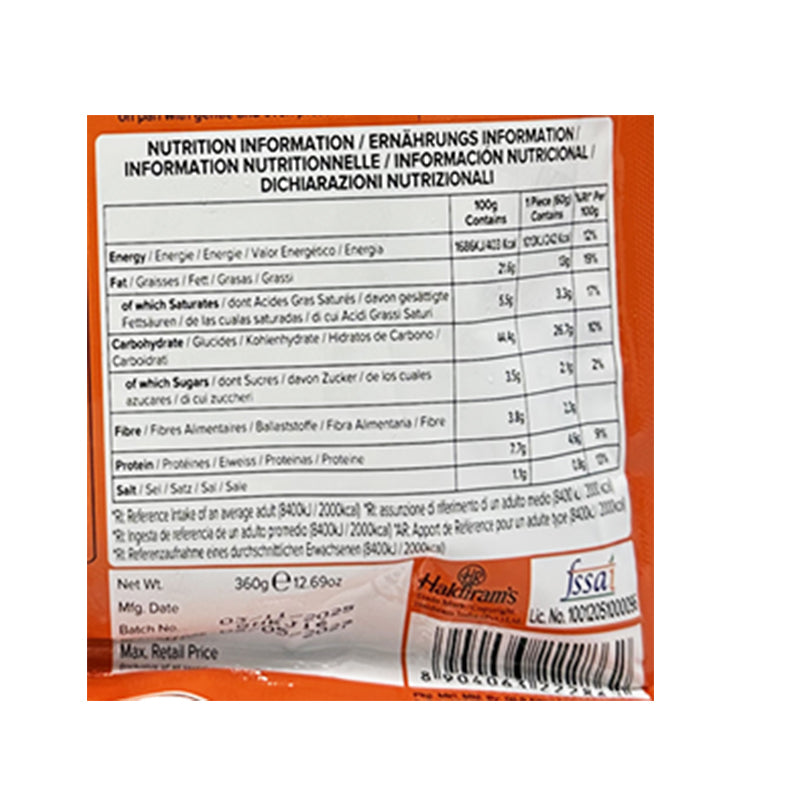 NUTRITION INFORMATION / ERNÄHRUNGS INFORMATION /
INFORMATION NUTRITIONNELLE / INFORMACIÓN NUTRICIONAL /
DICHIARAZIONI NUTRIZIONALI
100g Contains 1 Piece (60g) Contains %RI* Per 100g
Energy / Energie / Energie / Valor Energético / Energia 1686KJ/403 Kcal 1010KJ/242 Kcal 12%
Fat / Graisses / Fett / Grasas / Grassi 21.6g 13g 19%
of which Saturates / dont Acides Gras Saturés / davon gesättigte 5.5g 3.3g 17%
Fettsäuren / de las cualas saturadas / di cui Acidi Grassi Saturi
Carbohydrate / Glucides / Kohlenhydrate / Hidratos de Carbono / 44.4g 26.7g 10%
Carboidrati
of which Sugars / dont Sucres / davon Zucker / de los cuales 3.5g 2.1g 2%
azucares / di cui zuccheri
Fibre / Fibres Alimentaires / Ballaststoffe / Fibra Alimentaria / Fibre 3.8g 2.3g
Protein / Protéines / Eiweiss / Proteinas / Proteine 7.7g 4.6g
Salt / Sel / Satz / Sal / Sale 1.1g 0.8g
*RI: Reference Intake of an average adult (8400kJ / 2000kcal) *RI: assunzione di riferimento di un adulto medio (8400 kJ / 2000 kcal)
*RI: Ingesta de referencia de un adulto promedio (8400kJ / 2000kcal) *AR: Apport de Référence pour un adulte type (8420kJ / 2000 kcal)
*RI: Referenzaufnahme eines durchschnittlichen Erwachsenen (8400kJ / 2000kcal)
Net Wt. 360g e 12.69oz
Mfg. Date
Batch No.
Max. Retail Price
Haldiram's
fssai
Lic. No. 10012051000096